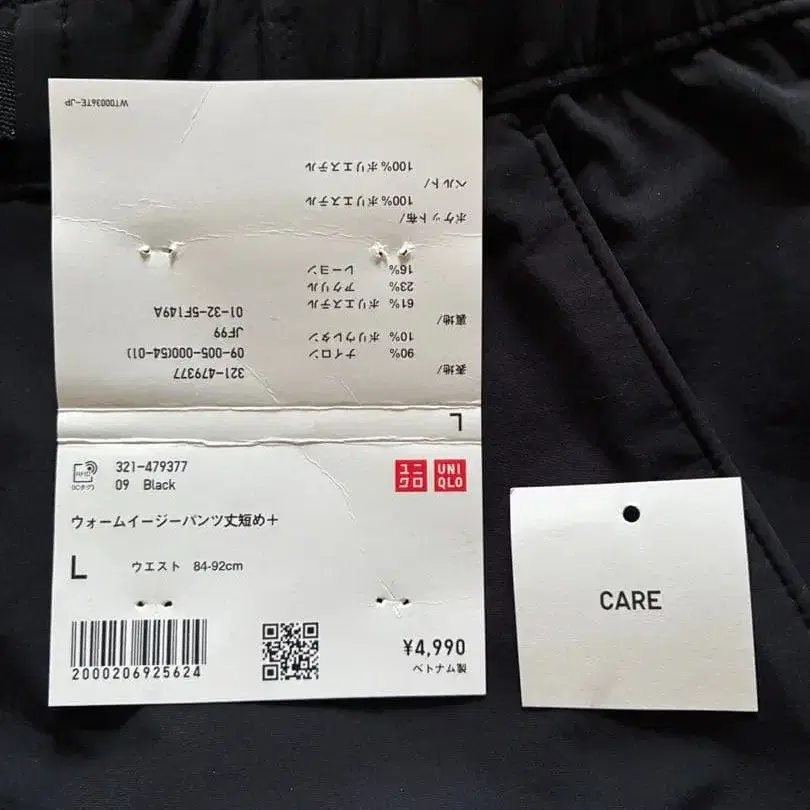 WT00036TE-JP
表地/ 90% ナイロン
10% ポリウレタン
裏地/ 61% ポリエステル
23% アクリル
16% レーヨン
ポケット布/
100% ポリエステル
ベルト/
100% ポリエステル
321-479377
09-005-000(54-01)
JF99
01-32-5F149A
L
321-479377
09 Black
ユニクロ
UNIQLO
ウォームイージーパンツ丈短め+
L ウエスト 84-92cm
2000206925624
¥4,990
ベトナム製
CARE